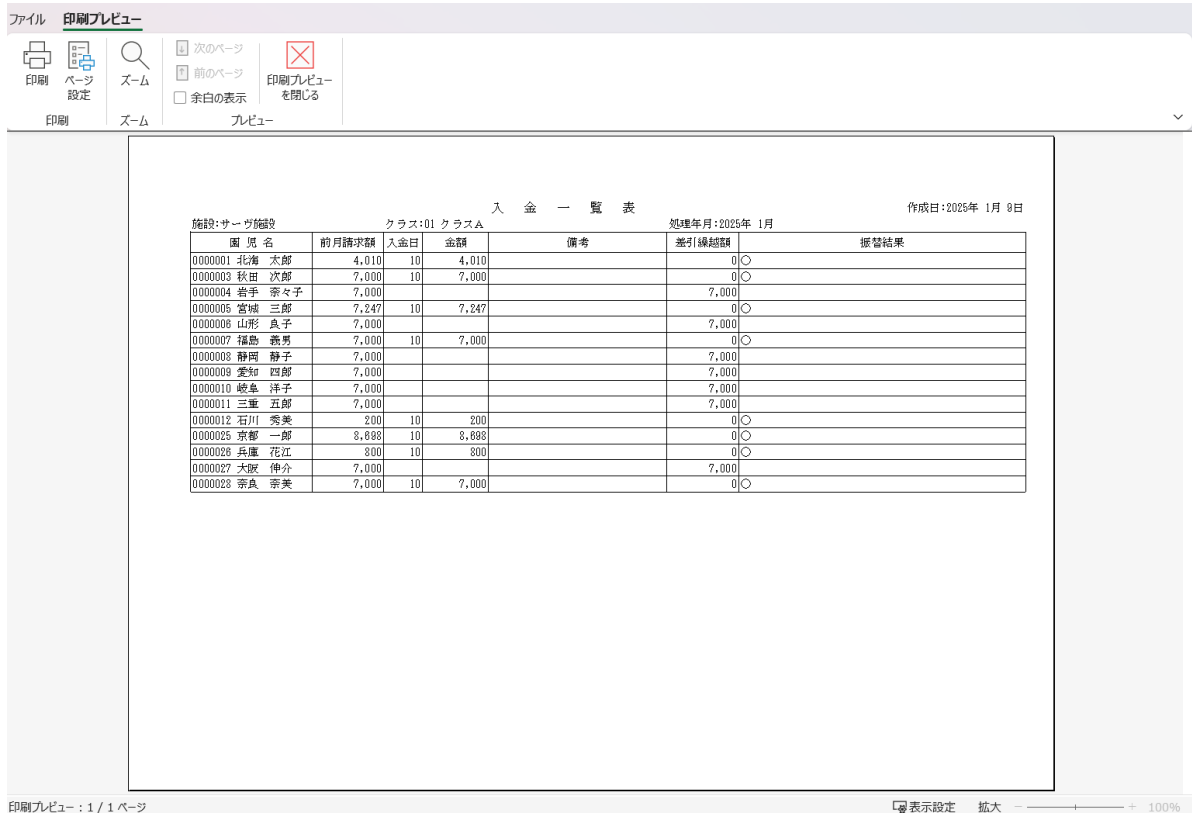 ファイル 印刷プレビュー
印刷 ページ設定 ズーム 次のページ
前のページ
余白の表示 印刷プレビューを閉じる
印刷 ズーム プレビュー
入 金 一 覧 表 作成日:2025年 1月 9日
施設:サーヴ施設 クラス:01 クラスA 処理年月:2025年 1月
園 児 名 前月請求額 入金日 金額 備考 差引繰越額 振替結果
0000001 北海 太郎 4,010 10 4,010 0 ○
0000003 秋田 次郎 7,000 10 7,000 0 ○
0000004 岩手 奈々子 7,000 7,000
0000005 宮城 三郎 7,247 10 7,247 0 ○
0000006 山形 良子 7,000 7,000
0000007 福島 義男 7,000 10 7,000 0 ○
0000008 静岡 静子 7,000 7,000
0000009 愛知 四郎 7,000 7,000
0000010 岐阜 洋子 7,000 7,000
0000011 三重 五郎 7,000 7,000
0000012 石川 秀美 200 10 200 0 ○
0000025 京都 一郎 8,698 10 8,698 0 ○
0000026 兵庫 花江 800 10 800 0 ○
0000027 大阪 伸介 7,000 7,000
0000028 奈良 奈美 7,000 10 7,000 0 ○
印刷プレビュー : 1 / 1 ページ 表示設定 拡大 － + 100%